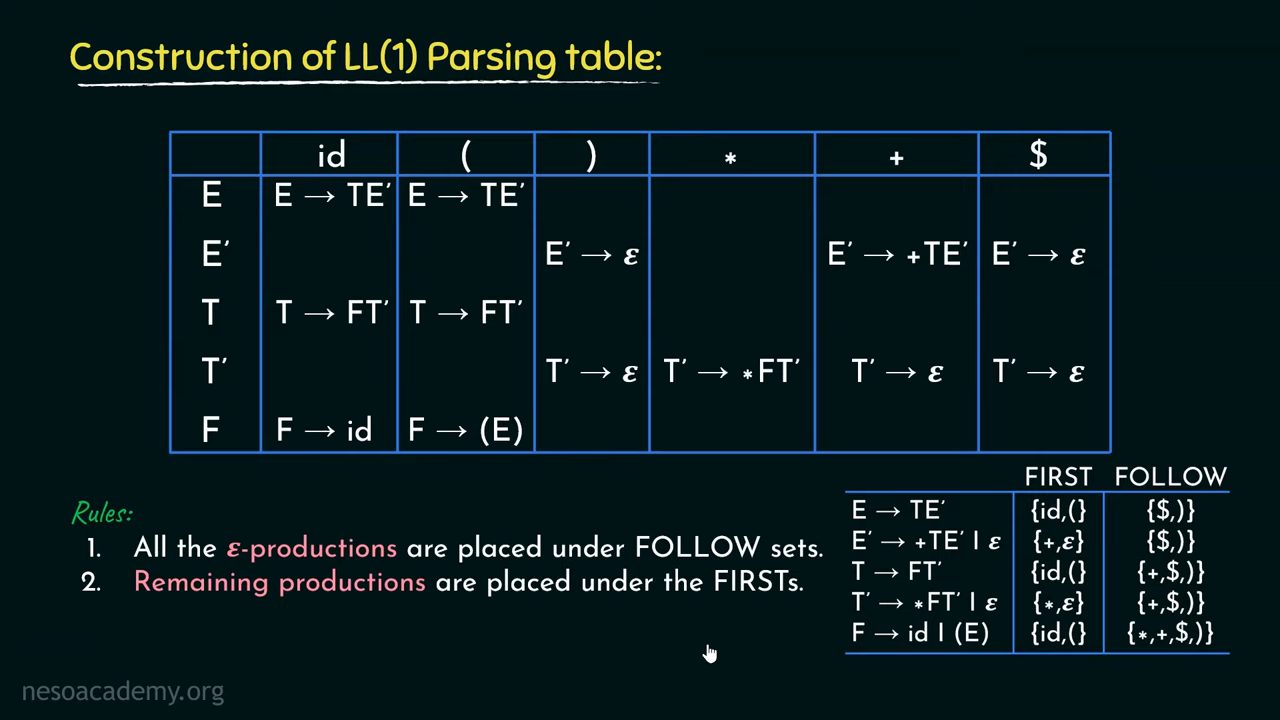 Construction of LL(1) Parsing table:
id ( ) * + $
E E → TE' E → TE'
E' E' → ε E' → +TE' E' → ε
T T → FT' T → FT'
T' T' → ε T' → *FT' T' → ε T' → ε
F F → id F → (E)
FIRST FOLLOW
E → TE' {id,(} {$,)}
E' → +TE' | ε {+,ε} {$,)}
T → FT' {id,(} {+,$,)}
T' → *FT' | ε {*,ε} {+,$,)}
F → id | (E) {id,(} {*,+,$,)}
Rules:
1. All the ε-productions are placed under FOLLOW sets.
2. Remaining productions are placed under the FIRSTs.
nesoacademy.org